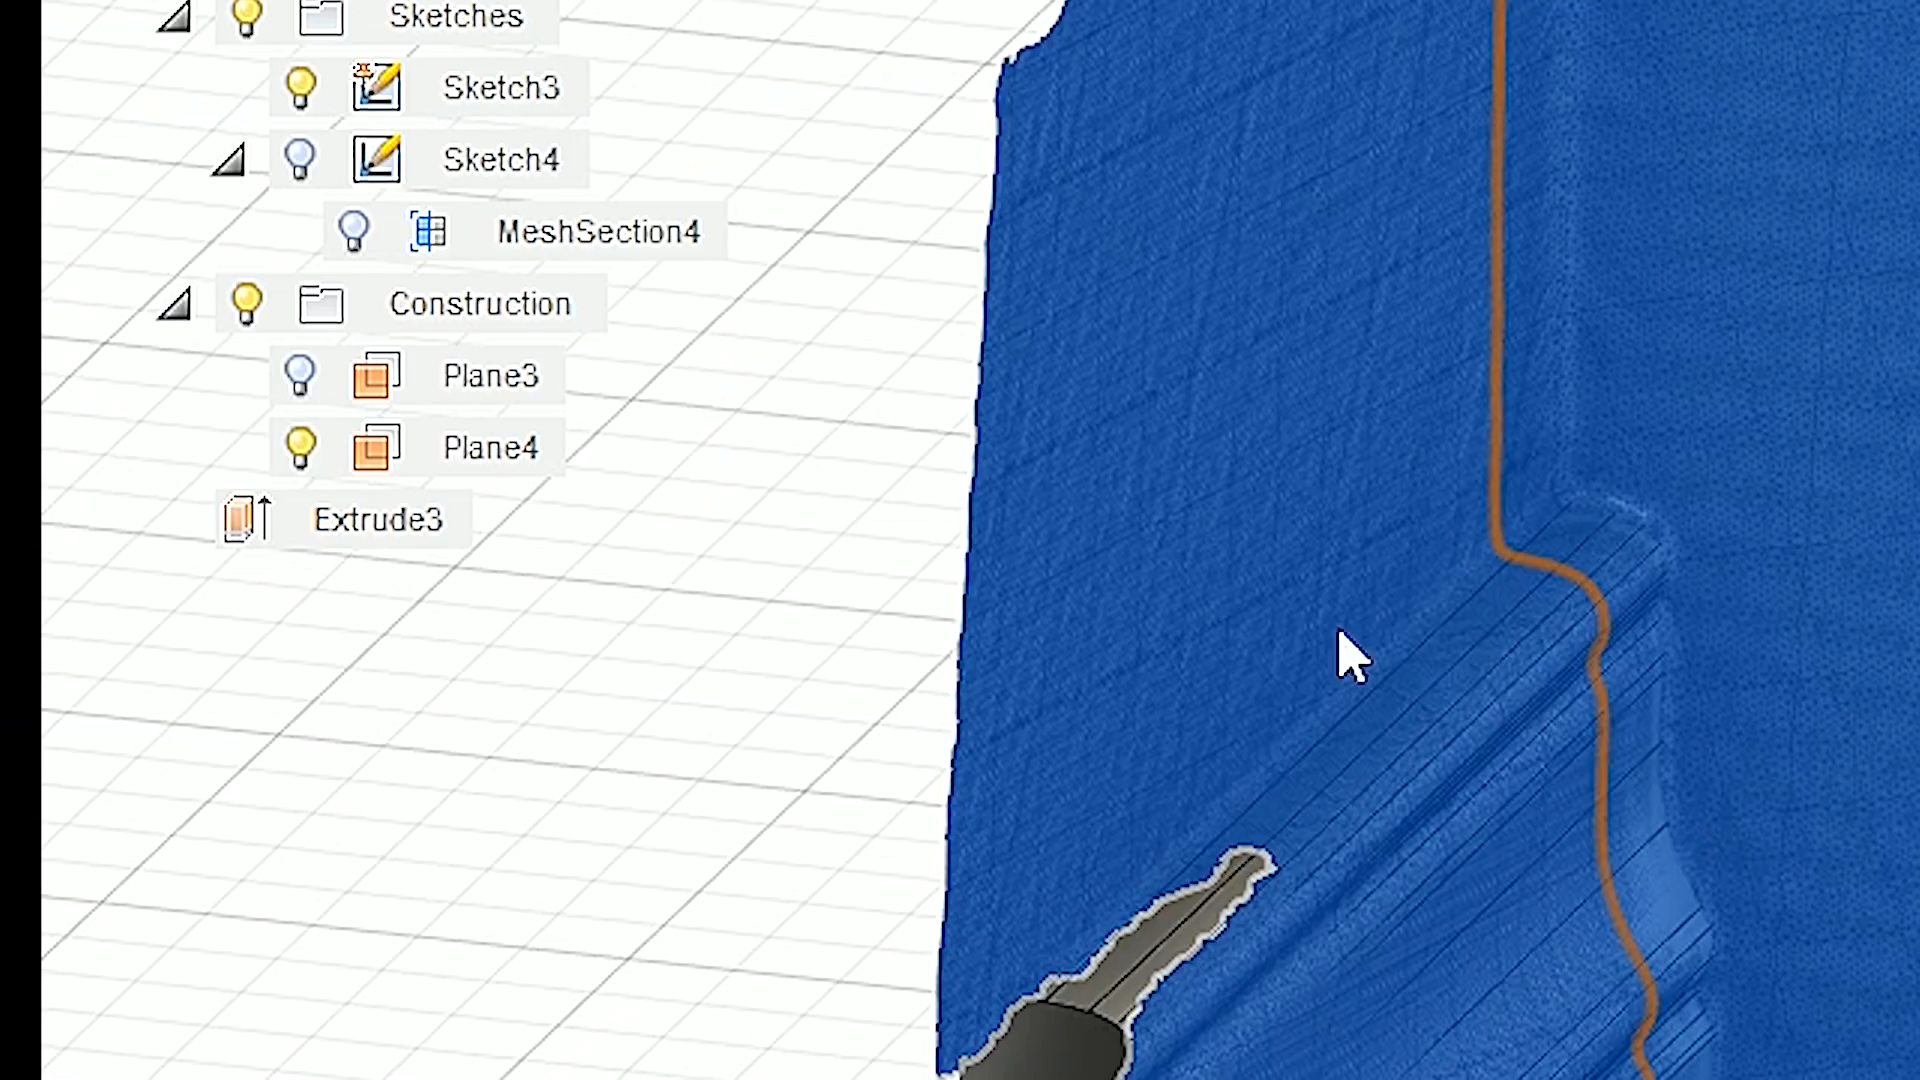 Sketches
Sketch3
Sketch4
MeshSection4
Construction
Plane3
Plane4
Extrude3